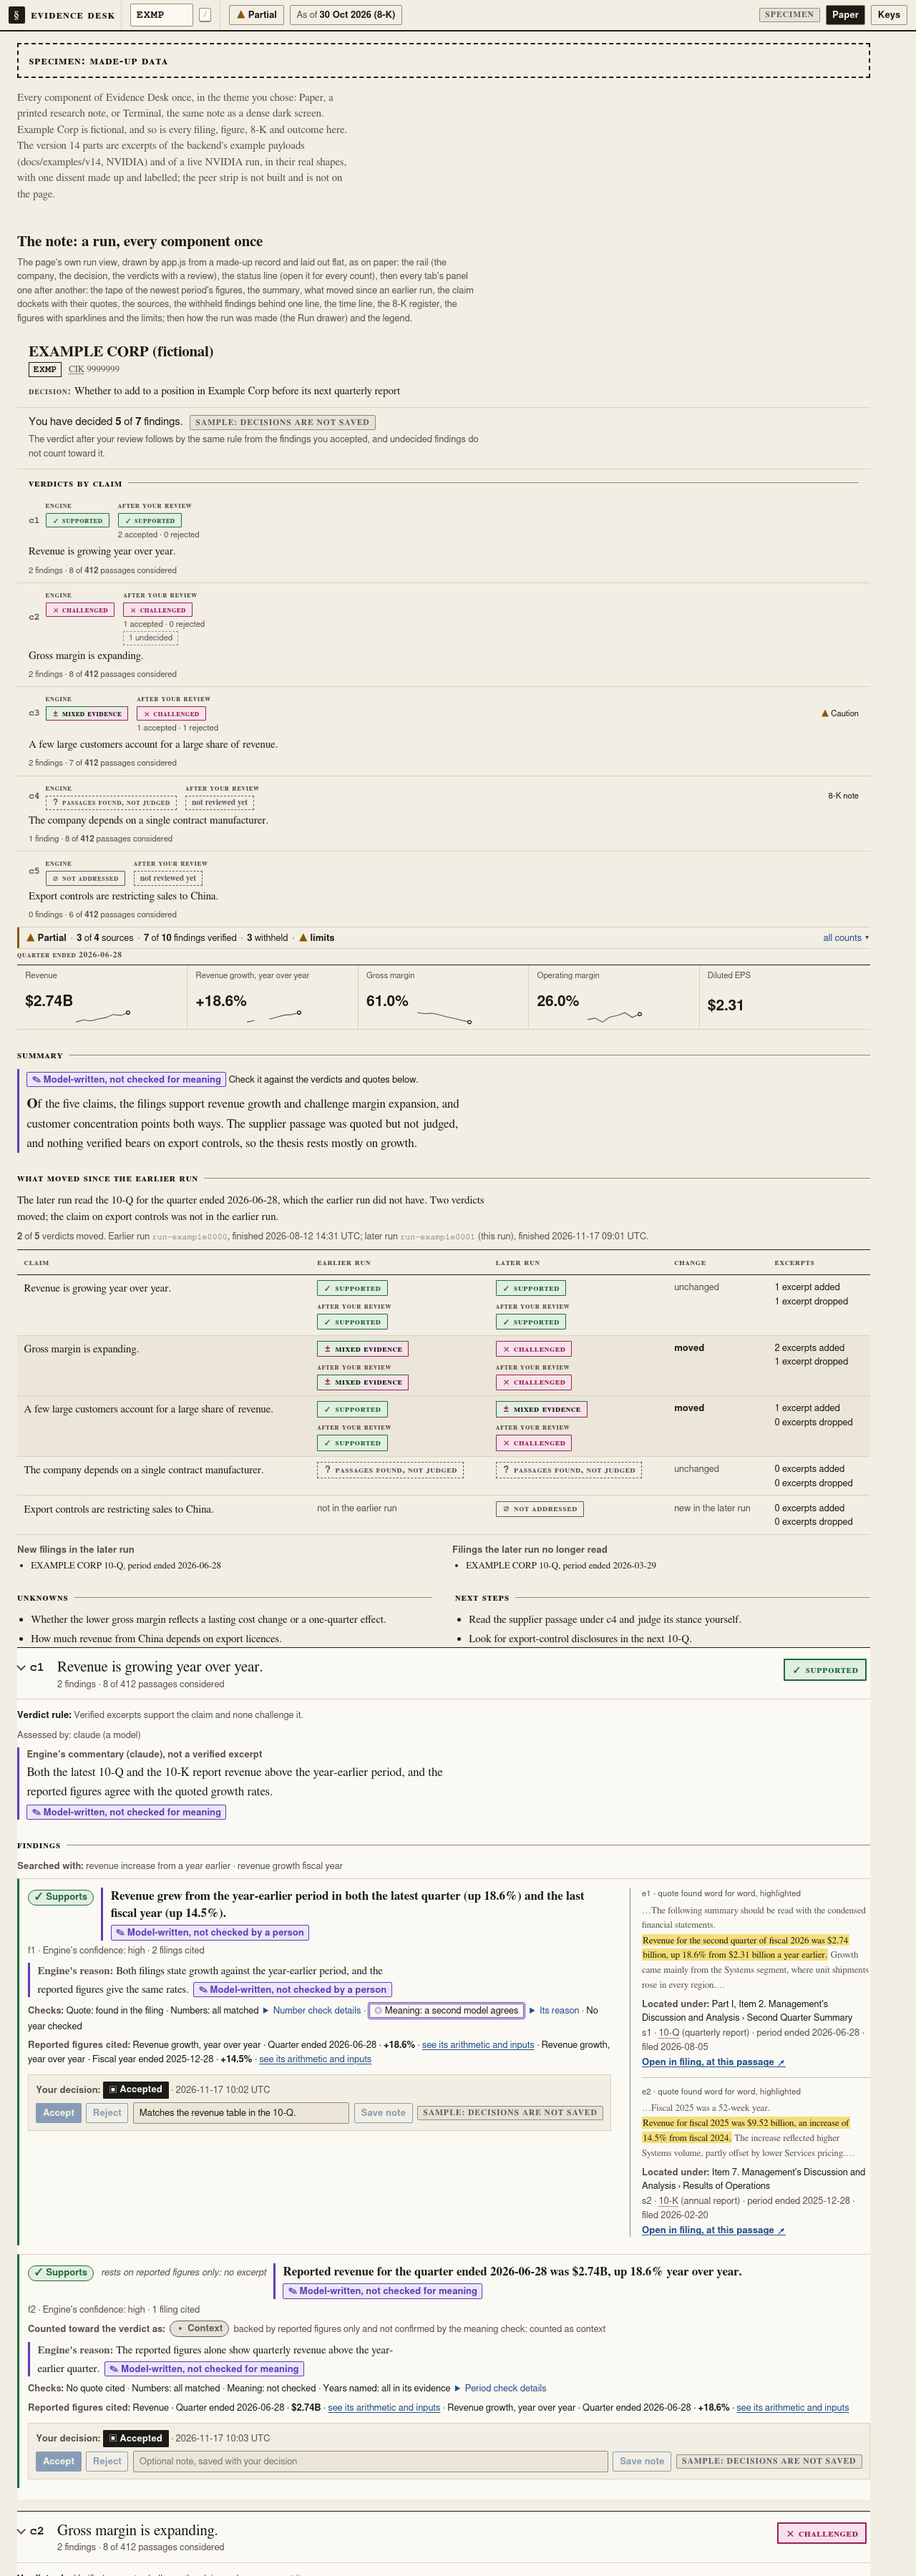 § EVIDENCE DESK EXMP / ▲ Partial As of 30 Oct 2026 (8-K) SPECIMEN Paper Keys
SPECIMEN: MADE-UP DATA
Every component of Evidence Desk once, in the theme you chose: Paper, a
printed research note, or Terminal, the same note as a dense dark screen.
Example Corp is fictional, and so is every filing, figure, 8-K and outcome here.
The version 14 parts are excerpts of the backend's example payloads
(docs/examples/v14, NVIDIA) and of a live NVIDIA run, in their real shapes,
with one dissent made up and labelled; the peer strip is not built and is not on
the page.
The note: a run, every component once
The page's own run view, drawn by app.js from a made-up record and laid out flat, as on paper: the rail (the
company, the decision, the verdicts with a review), the status line (open it for every count), then every tab's panel
one after another: the tape of the newest period's figures, the summary, what moved since an earlier run, the claim
dockets with their quotes, the sources, the withheld findings behind one line, the time line, the 8-K register, the
figures with sparklines and the limits; then how the run was made (the Run drawer) and the legend.
EXAMPLE CORP (fictional)
EXMP CIK 9999999
DECISION: Whether to add to a position in Example Corp before its next quarterly report
You have decided 5 of 7 findings. SAMPLE: DECISIONS ARE NOT SAVED
The verdict after your review follows by the same rule from the findings you accepted, and undecided findings do
not count toward it.
VERDICTS BY CLAIM
ENGINE AFTER YOUR REVIEW
c1 ✓ SUPPORTED ✓ SUPPORTED
2 accepted · 0 rejected
Revenue is growing year over year.
2 findings · 8 of 412 passages considered
ENGINE AFTER YOUR REVIEW
c2 × CHALLENGED × CHALLENGED
1 accepted · 0 rejected
1 undecided
Gross margin is expanding.
2 findings · 8 of 412 passages considered
ENGINE AFTER YOUR REVIEW
c3 ± MIXED EVIDENCE × CHALLENGED ▲ Caution
1 accepted · 1 rejected
A few large customers account for a large share of revenue.
2 findings · 7 of 412 passages considered
ENGINE AFTER YOUR REVIEW
c4 ? PASSAGES FOUND, NOT JUDGED not reviewed yet 8-K note
The company depends on a single contract manufacturer.
1 finding · 8 of 412 passages considered
ENGINE AFTER YOUR REVIEW
c5 ∅ NOT ADDRESSED not reviewed yet
Export controls are restricting sales to China.
0 findings · 6 of 412 passages considered
▲ Partial · 3 of 4 sources · 7 of 10 findings verified · 3 withheld · ▲ limits all counts ▾
QUARTER ENDED 2026-06-28
Revenue Revenue growth, year over year Gross margin Operating margin Diluted EPS
$2.74B +18.6% 61.0% 26.0% $2.31
SUMMARY
✎ Model-written, not checked for meaning Check it against the verdicts and quotes below.
Of the five claims, the filings support revenue growth and challenge margin expansion, and
customer concentration points both ways. The supplier passage was quoted but not judged,
and nothing verified bears on export controls, so the thesis rests mostly on growth.
WHAT MOVED SINCE THE EARLIER RUN
The later run read the 10-Q for the quarter ended 2026-06-28, which the earlier run did not have. Two verdicts
moved; the claim on export controls was not in the earlier run.
2 of 5 verdicts moved. Earlier run run-example0000, finished 2026-08-12 14:31 UTC; later run run-example0001 (this run), finished 2026-11-17 09:01 UTC.
CLAIM EARLIER RUN LATER RUN CHANGE EXCERPTS
Revenue is growing year over year. ✓ SUPPORTED ✓ SUPPORTED unchanged 1 excerpt added
1 excerpt dropped
AFTER YOUR REVIEW AFTER YOUR REVIEW
✓ SUPPORTED ✓ SUPPORTED
Gross margin is expanding. ± MIXED EVIDENCE × CHALLENGED moved 2 excerpts added
1 excerpt dropped
AFTER YOUR REVIEW AFTER YOUR REVIEW
± MIXED EVIDENCE × CHALLENGED
A few large customers account for a large share of revenue. ✓ SUPPORTED ± MIXED EVIDENCE moved 1 excerpt added
0 excerpts dropped
AFTER YOUR REVIEW AFTER YOUR REVIEW
✓ SUPPORTED × CHALLENGED
The company depends on a single contract manufacturer. ? PASSAGES FOUND, NOT JUDGED ? PASSAGES FOUND, NOT JUDGED unchanged 0 excerpts added
0 excerpts dropped
Export controls are restricting sales to China. not in the earlier run ∅ NOT ADDRESSED new in the later run 0 excerpts added
0 excerpts dropped
New filings in the later run Filings the later run no longer read
• EXAMPLE CORP 10-Q, period ended 2026-06-28 • EXAMPLE CORP 10-Q, period ended 2026-03-29
UNKNOWNS NEXT STEPS
• Whether the lower gross margin reflects a lasting cost change or a one-quarter effect. • Read the supplier passage under c4 and judge its stance yourself.
• How much revenue from China depends on export licences. • Look for export-control disclosures in the next 10-Q.
c1 Revenue is growing year over year. ✓ SUPPORTED
2 findings · 8 of 412 passages considered
Verdict rule: Verified excerpts support the claim and none challenge it.
Assessed by: claude (a model)
Engine's commentary (claude), not a verified excerpt
Both the latest 10-Q and the 10-K report revenue above the year-earlier period, and the
reported figures agree with the quoted growth rates.
✎ Model-written, not checked for meaning
FINDINGS
Searched with: revenue increase from a year earlier · revenue growth fiscal year
✓ Supports Revenue grew from the year-earlier period in both the latest quarter (up 18.6%) and the last
fiscal year (up 14.5%).
✎ Model-written, not checked by a person
f1 · Engine's confidence: high · 2 filings cited
Engine's reason: Both filings state growth against the year-earlier period, and the
reported figures give the same rates. ✎ Model-written, not checked by a person
Checks: Quote: found in the filing · Numbers: all matched ▶ Number check details · Meaning: a second model agrees ▶ Its reason · No
year checked
Reported figures cited: Revenue growth, year over year · Quarter ended 2026-06-28 · +18.6% · see its arithmetic and inputs · Revenue growth,
year over year · Fiscal year ended 2025-12-28 · +14.5% · see its arithmetic and inputs
Your decision: Accepted · 2026-11-17 10:02 UTC
Accept Reject Matches the revenue table in the 10-Q. Save note SAMPLE: DECISIONS ARE NOT SAVED
e1 · quote found word for word, highlighted
…The following summary should be read with the condensed
financial statements.
Revenue for the second quarter of fiscal 2026 was $2.74
billion, up 18.6% from $2.31 billion a year earlier. Growth
came mainly from the Systems segment, where unit shipments
rose in every region.…
Located under: Part I, Item 2. Management's
Discussion and Analysis › Second Quarter Summary
s1 · 10-Q (quarterly report) · period ended 2026-06-28 ·
filed 2026-08-05
Open in filing, at this passage ↗
e2 · quote found word for word, highlighted
…Fiscal 2025 was a 52-week year.
Revenue for fiscal 2025 was $9.52 billion, an increase of
14.5% from fiscal 2024. The increase reflected higher
Systems volume, partly offset by lower Services pricing.…
Located under: Item 7. Management's Discussion and
Analysis › Results of Operations
s2 · 10-K (annual report) · period ended 2025-12-28 ·
filed 2026-02-20
Open in filing, at this passage ↗
✓ Supports rests on reported figures only: no excerpt Reported revenue for the quarter ended 2026-06-28 was $2.74B, up 18.6% year over year.
✎ Model-written, not checked for meaning
f2 · Engine's confidence: high · 1 filing cited
Counted toward the verdict as: • Context backed by reported figures only and not confirmed by the meaning check: counted as context
Engine's reason: The reported figures alone show quarterly revenue above the year-
earlier quarter. ✎ Model-written, not checked for meaning
Checks: No quote cited · Numbers: all matched · Meaning: not checked · Years named: all in its evidence ▶ Period check details
Reported figures cited: Revenue · Quarter ended 2026-06-28 · $2.74B · see its arithmetic and inputs · Revenue growth, year over year · Quarter ended 2026-06-28 · +18.6% · see its arithmetic and inputs
Your decision: Accepted · 2026-11-17 10:03 UTC
Accept Reject Optional note, saved with your decision Save note SAMPLE: DECISIONS ARE NOT SAVED
c2 Gross margin is expanding. × CHALLENGED
2 findings · 8 of 412 passages considered